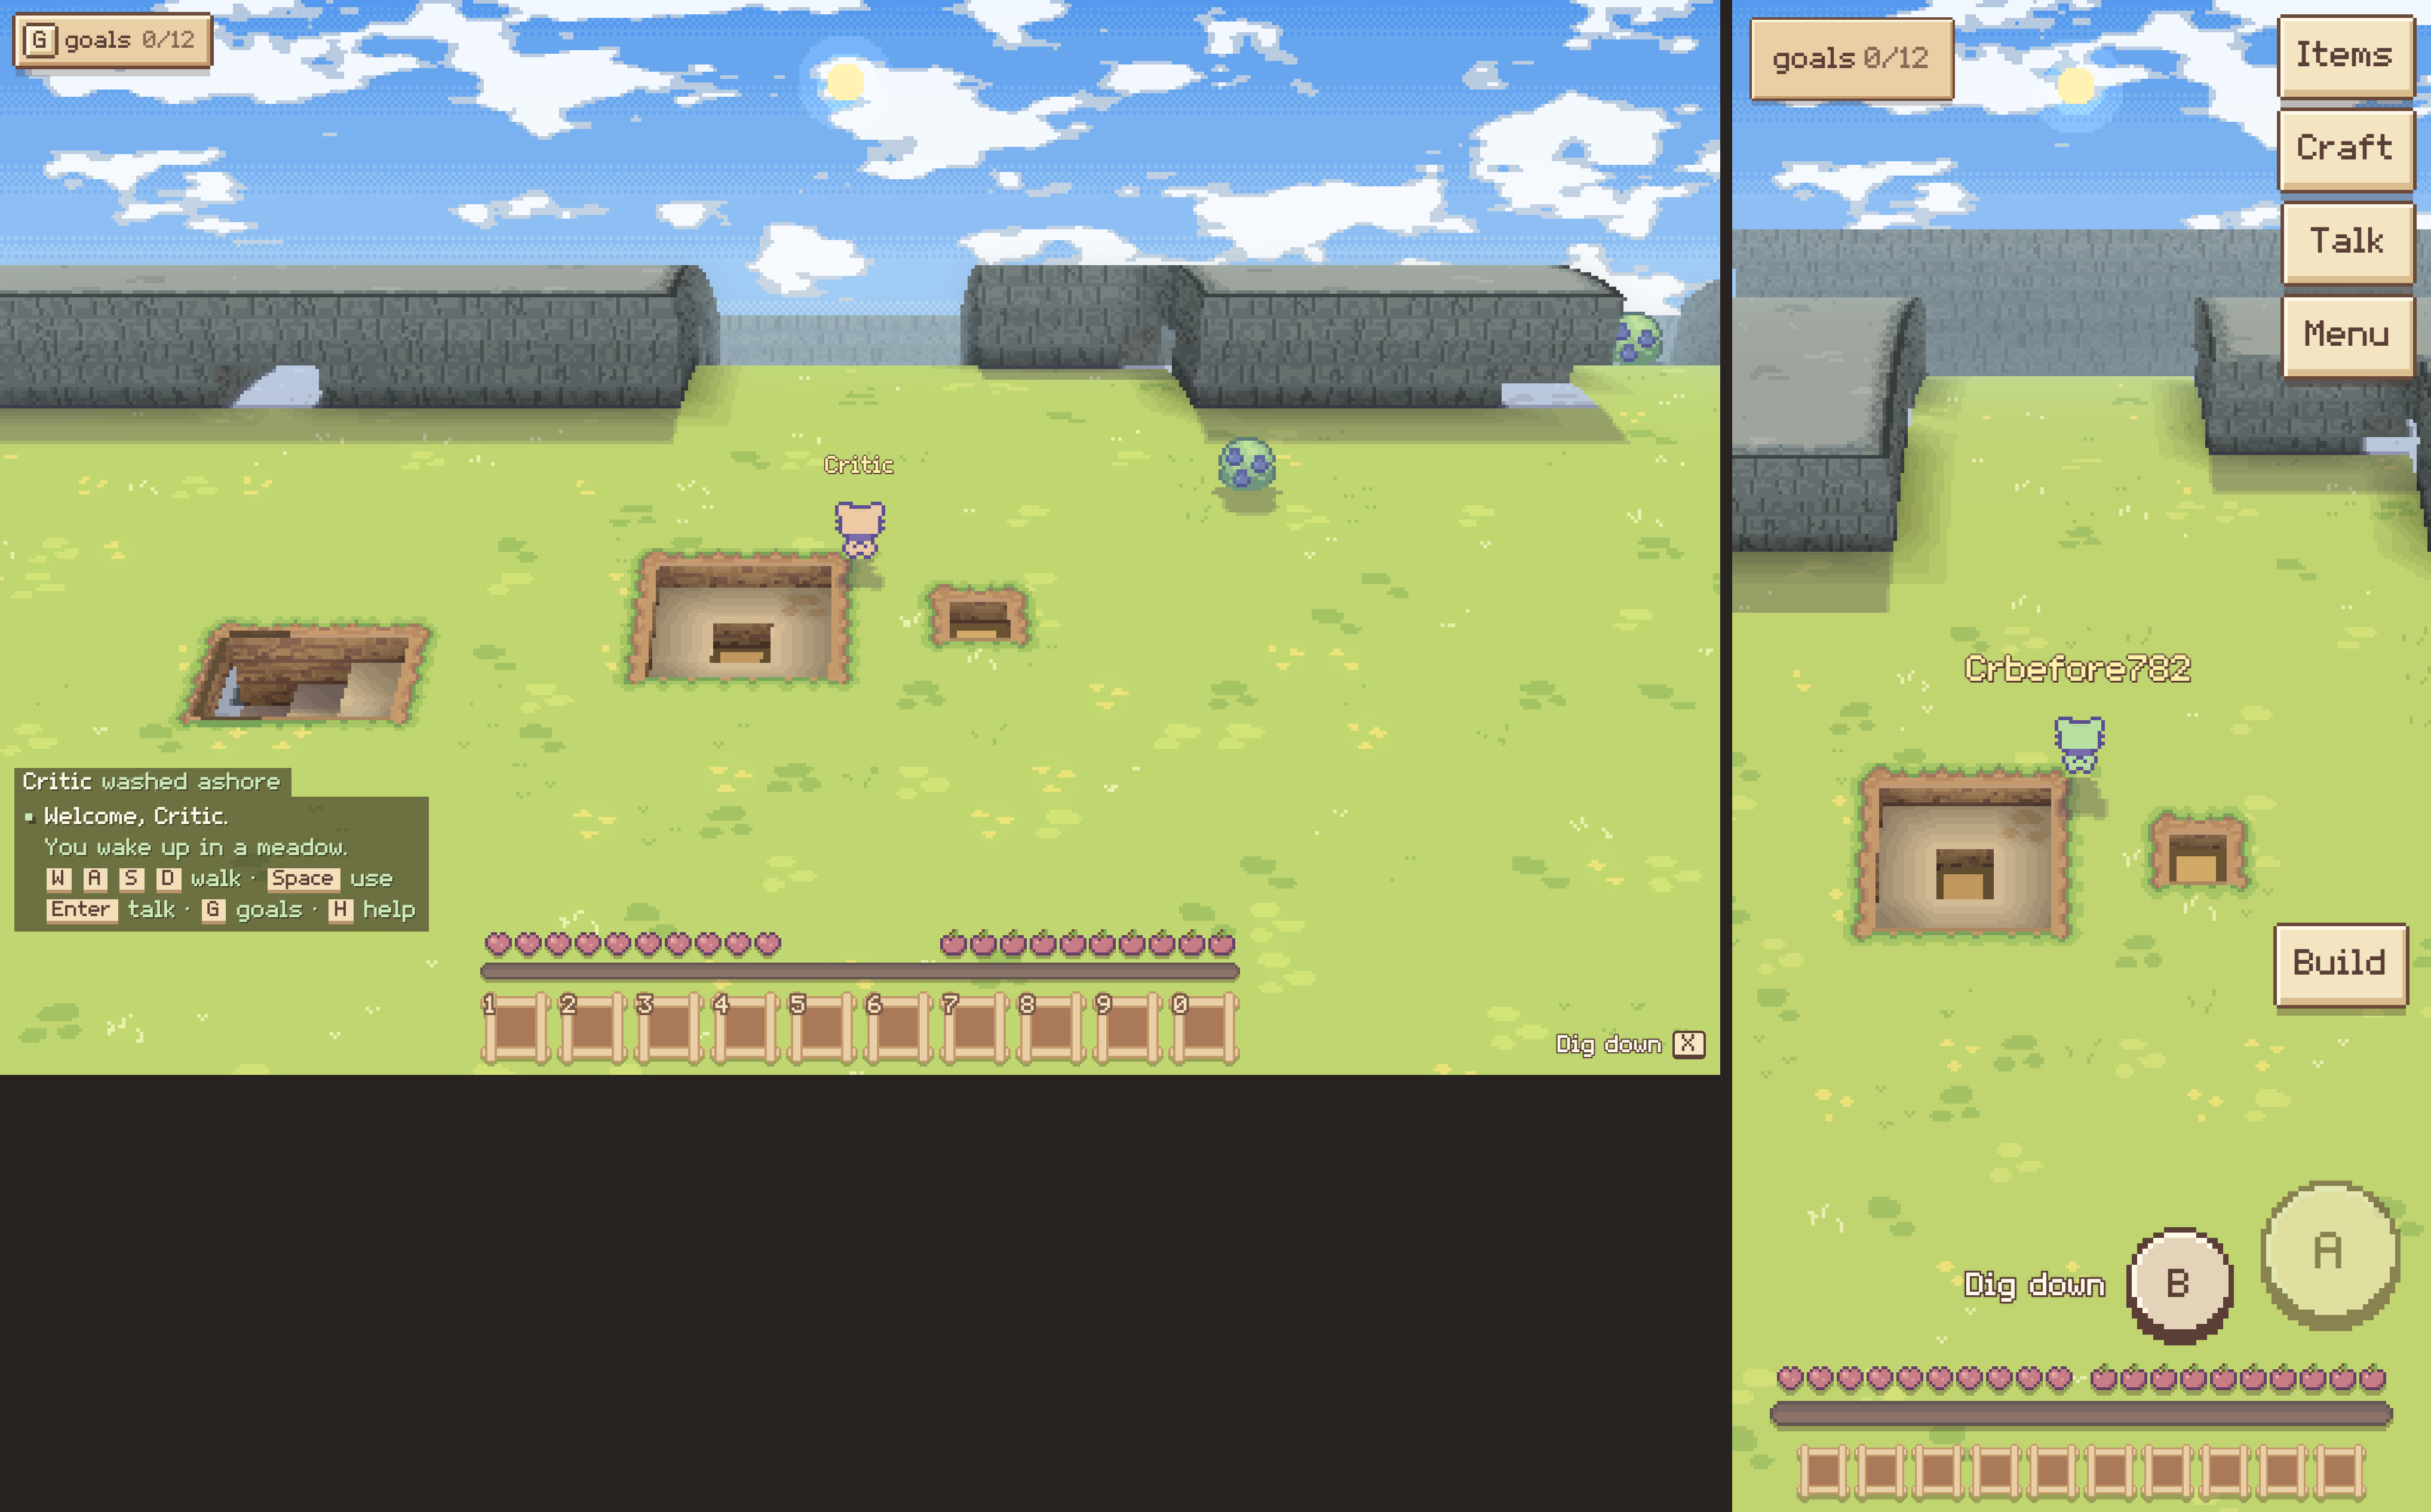 G goals 0/12
Critic
Critic washed ashore
Welcome, Critic.
You wake up in a meadow.
W A S D walk · Space use
Enter talk · G goals · H help
1 2 3 4 5 6 7 8 9 0
Dig down X
goals 0/12
Items
Craft
Talk
Menu
Crbefore782
Build
A
Dig down B